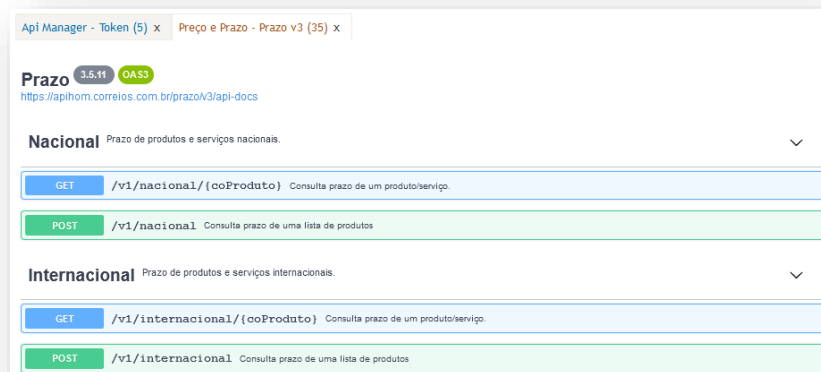 Api Manager - Token (5) x Preço e Prazo - Prazo v3 (35) x
Prazo 3.5.11 OAS3
https://apihom.correios.com.br/prazo/v3/api-docs
Nacional Prazo de produtos e serviços nacionais.
GET /v1/nacional/{coProduto} Consulta prazo de um produto/serviço.
POST /v1/nacional Consulta prazo de uma lista de produtos
Internacional Prazo de produtos e serviços internacionais.
GET /v1/internacional/{coProduto} Consulta prazo de um produto/serviço.
POST /v1/internacional Consulta prazo de uma lista de produtos